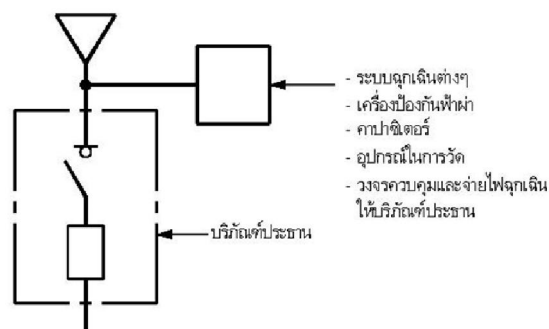 - ระบบฉุกเฉินต่างๆ
- เครื่องป้องกันฟ้าผ่า
- คาปาซิเตอร์
- อุปกรณ์ในการวัด
- วงจรควบคุมและจ่ายไฟฉุกเฉิน
ให้บริภัณฑ์ประธาน
บริภัณฑ์ประธาน